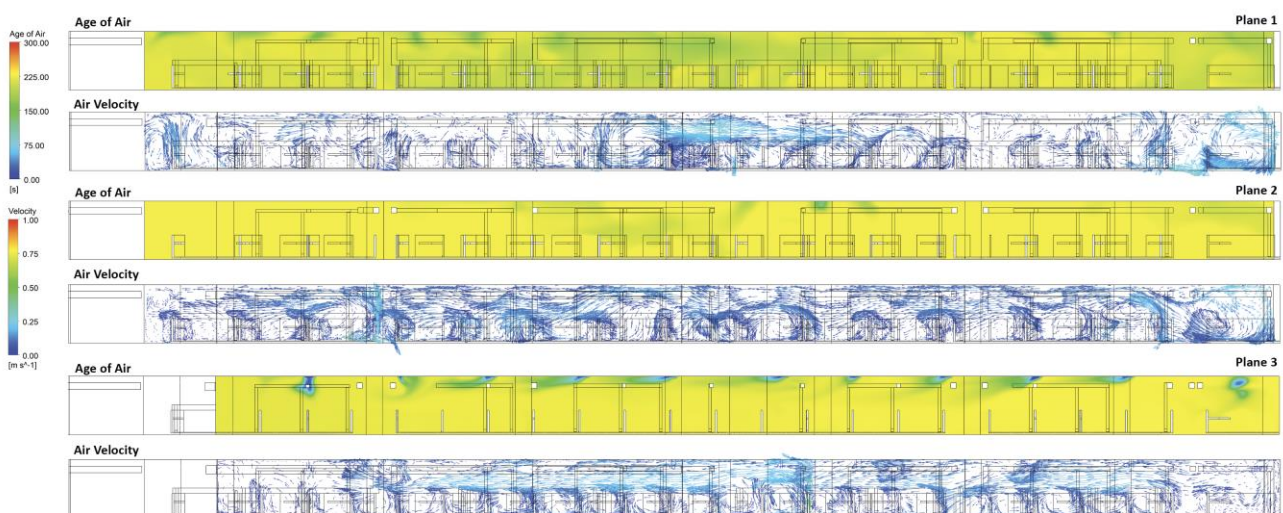 Age of Air
Plane 1
Age of Air
300.00
225.00
150.00
75.00
0.00
[s]
Air Velocity
Age of Air
Plane 2
Velocity
1.00
0.75
0.50
0.25
0.00
[m s^-1]
Air Velocity
Age of Air
Plane 3
Air Velocity